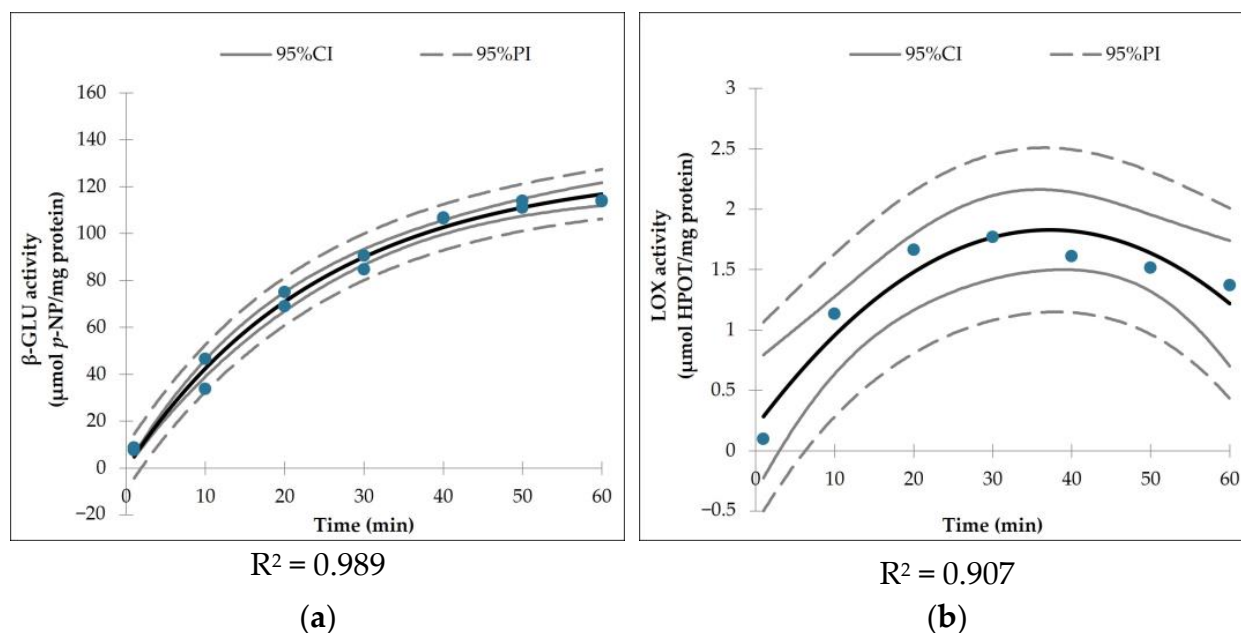 95%CI 95%PI
160
140
120
100
80
60
40
20
0
−20
0 10 20 30 40 50 60
β-GLU activity
(μmol p-NP/mg protein)
Time (min)
R² = 0.989
(a)
95%CI 95%PI
3
2.5
2
1.5
1
0.5
0
−0.5
0 10 20 30 40 50 60
LOX activity
(μmol HPOT/mg protein)
Time (min)
R² = 0.907
(b)